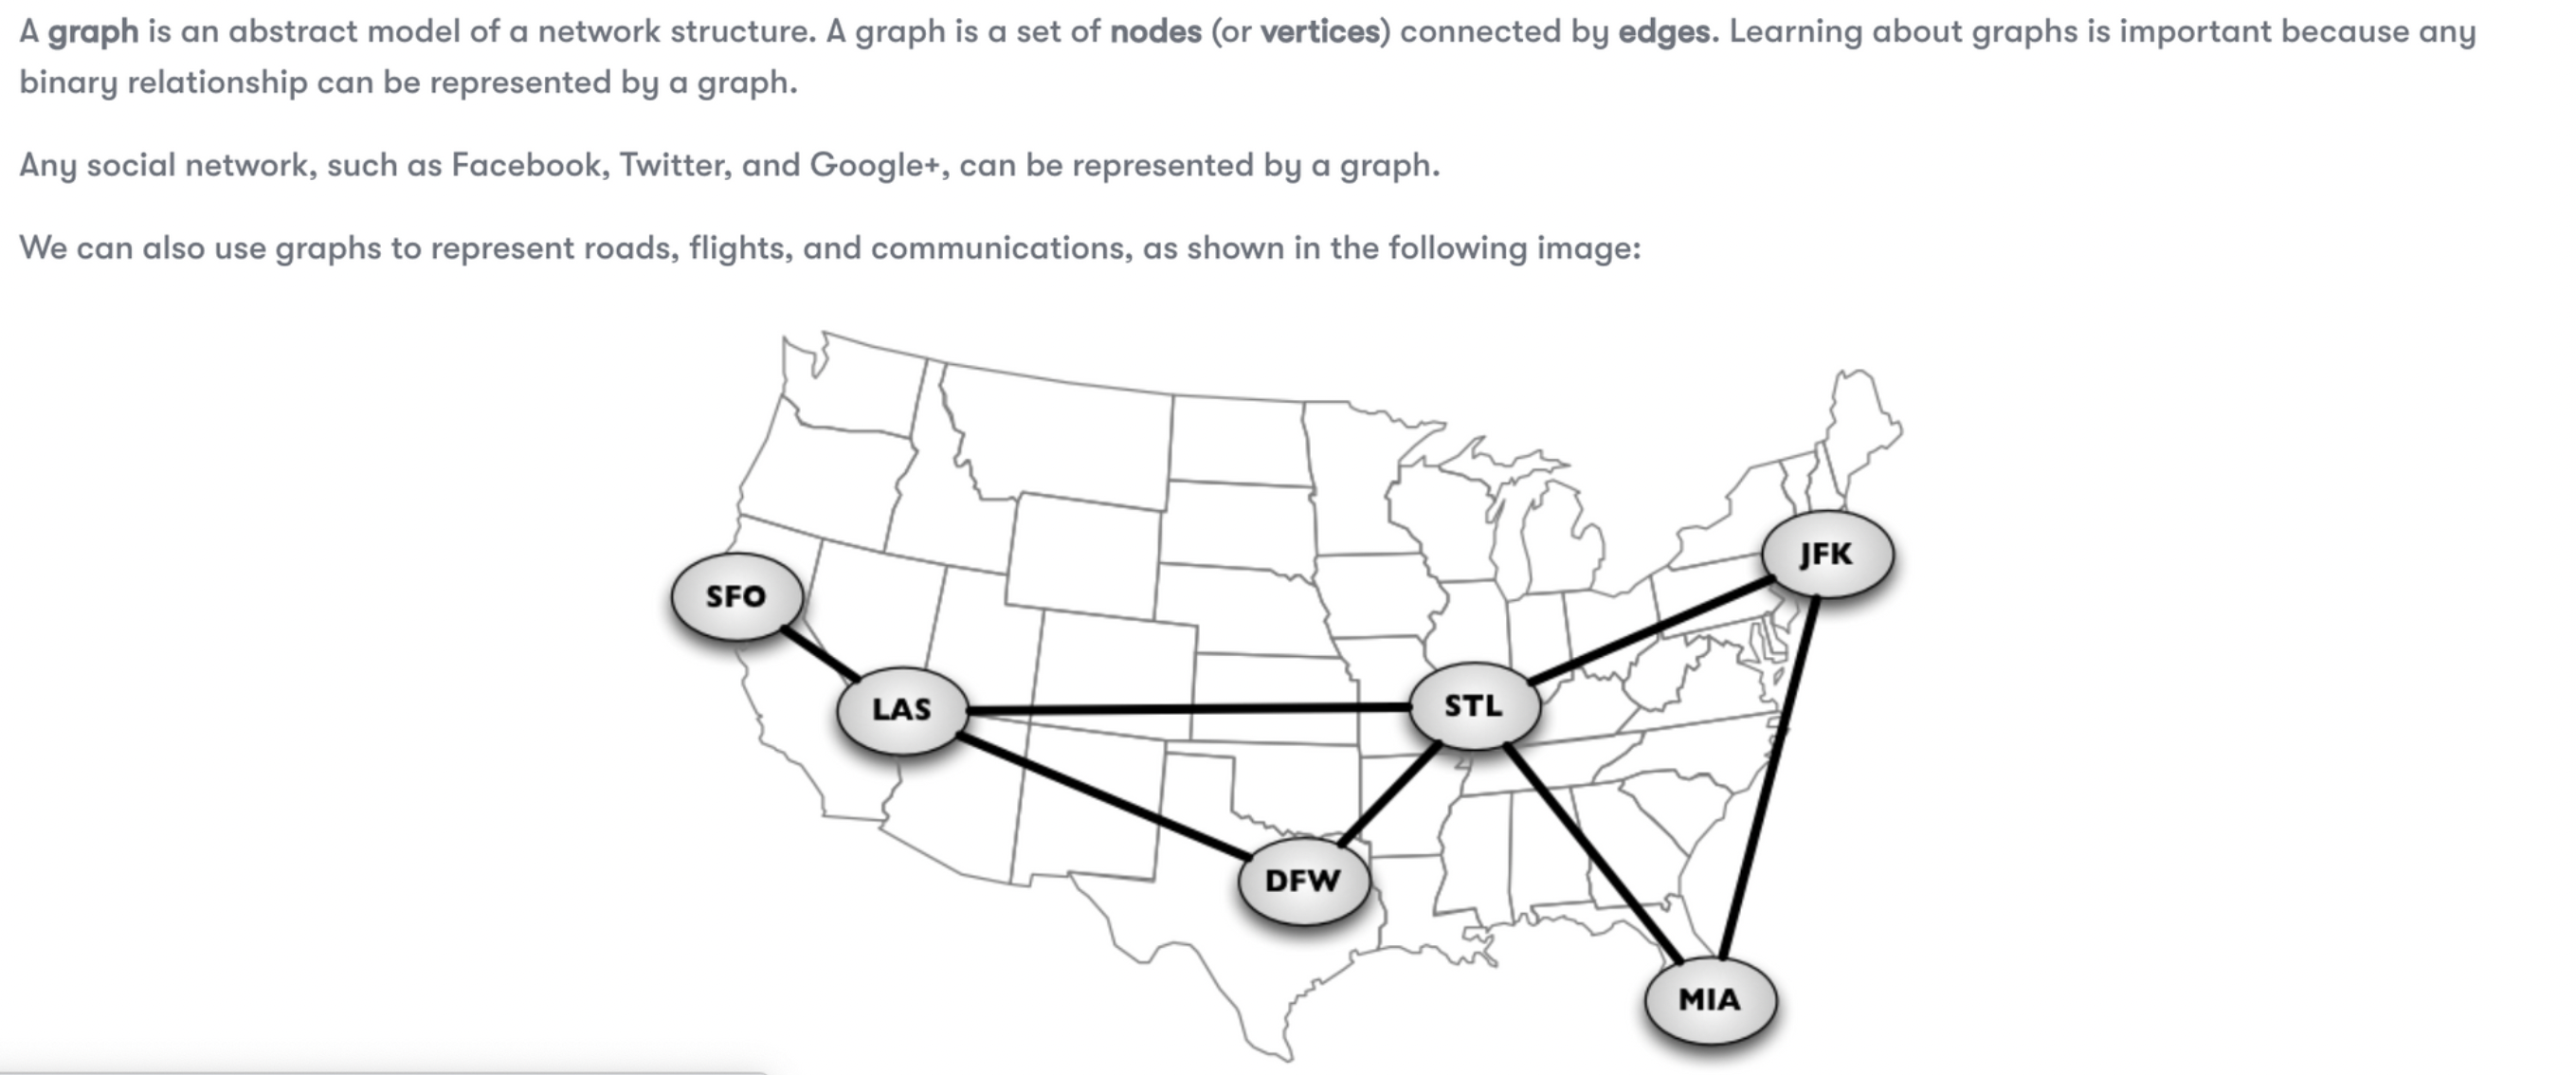 A graph is an abstract model of a network structure. A graph is a set of nodes (or vertices) connected by edges. Learning about graphs is important because any
binary relationship can be represented by a graph.
Any social network, such as Facebook, Twitter, and Google+, can be represented by a graph.
We can also use graphs to represent roads, flights, and communications, as shown in the following image:
JFK
SFO
LAS
STL
DFW
MIA